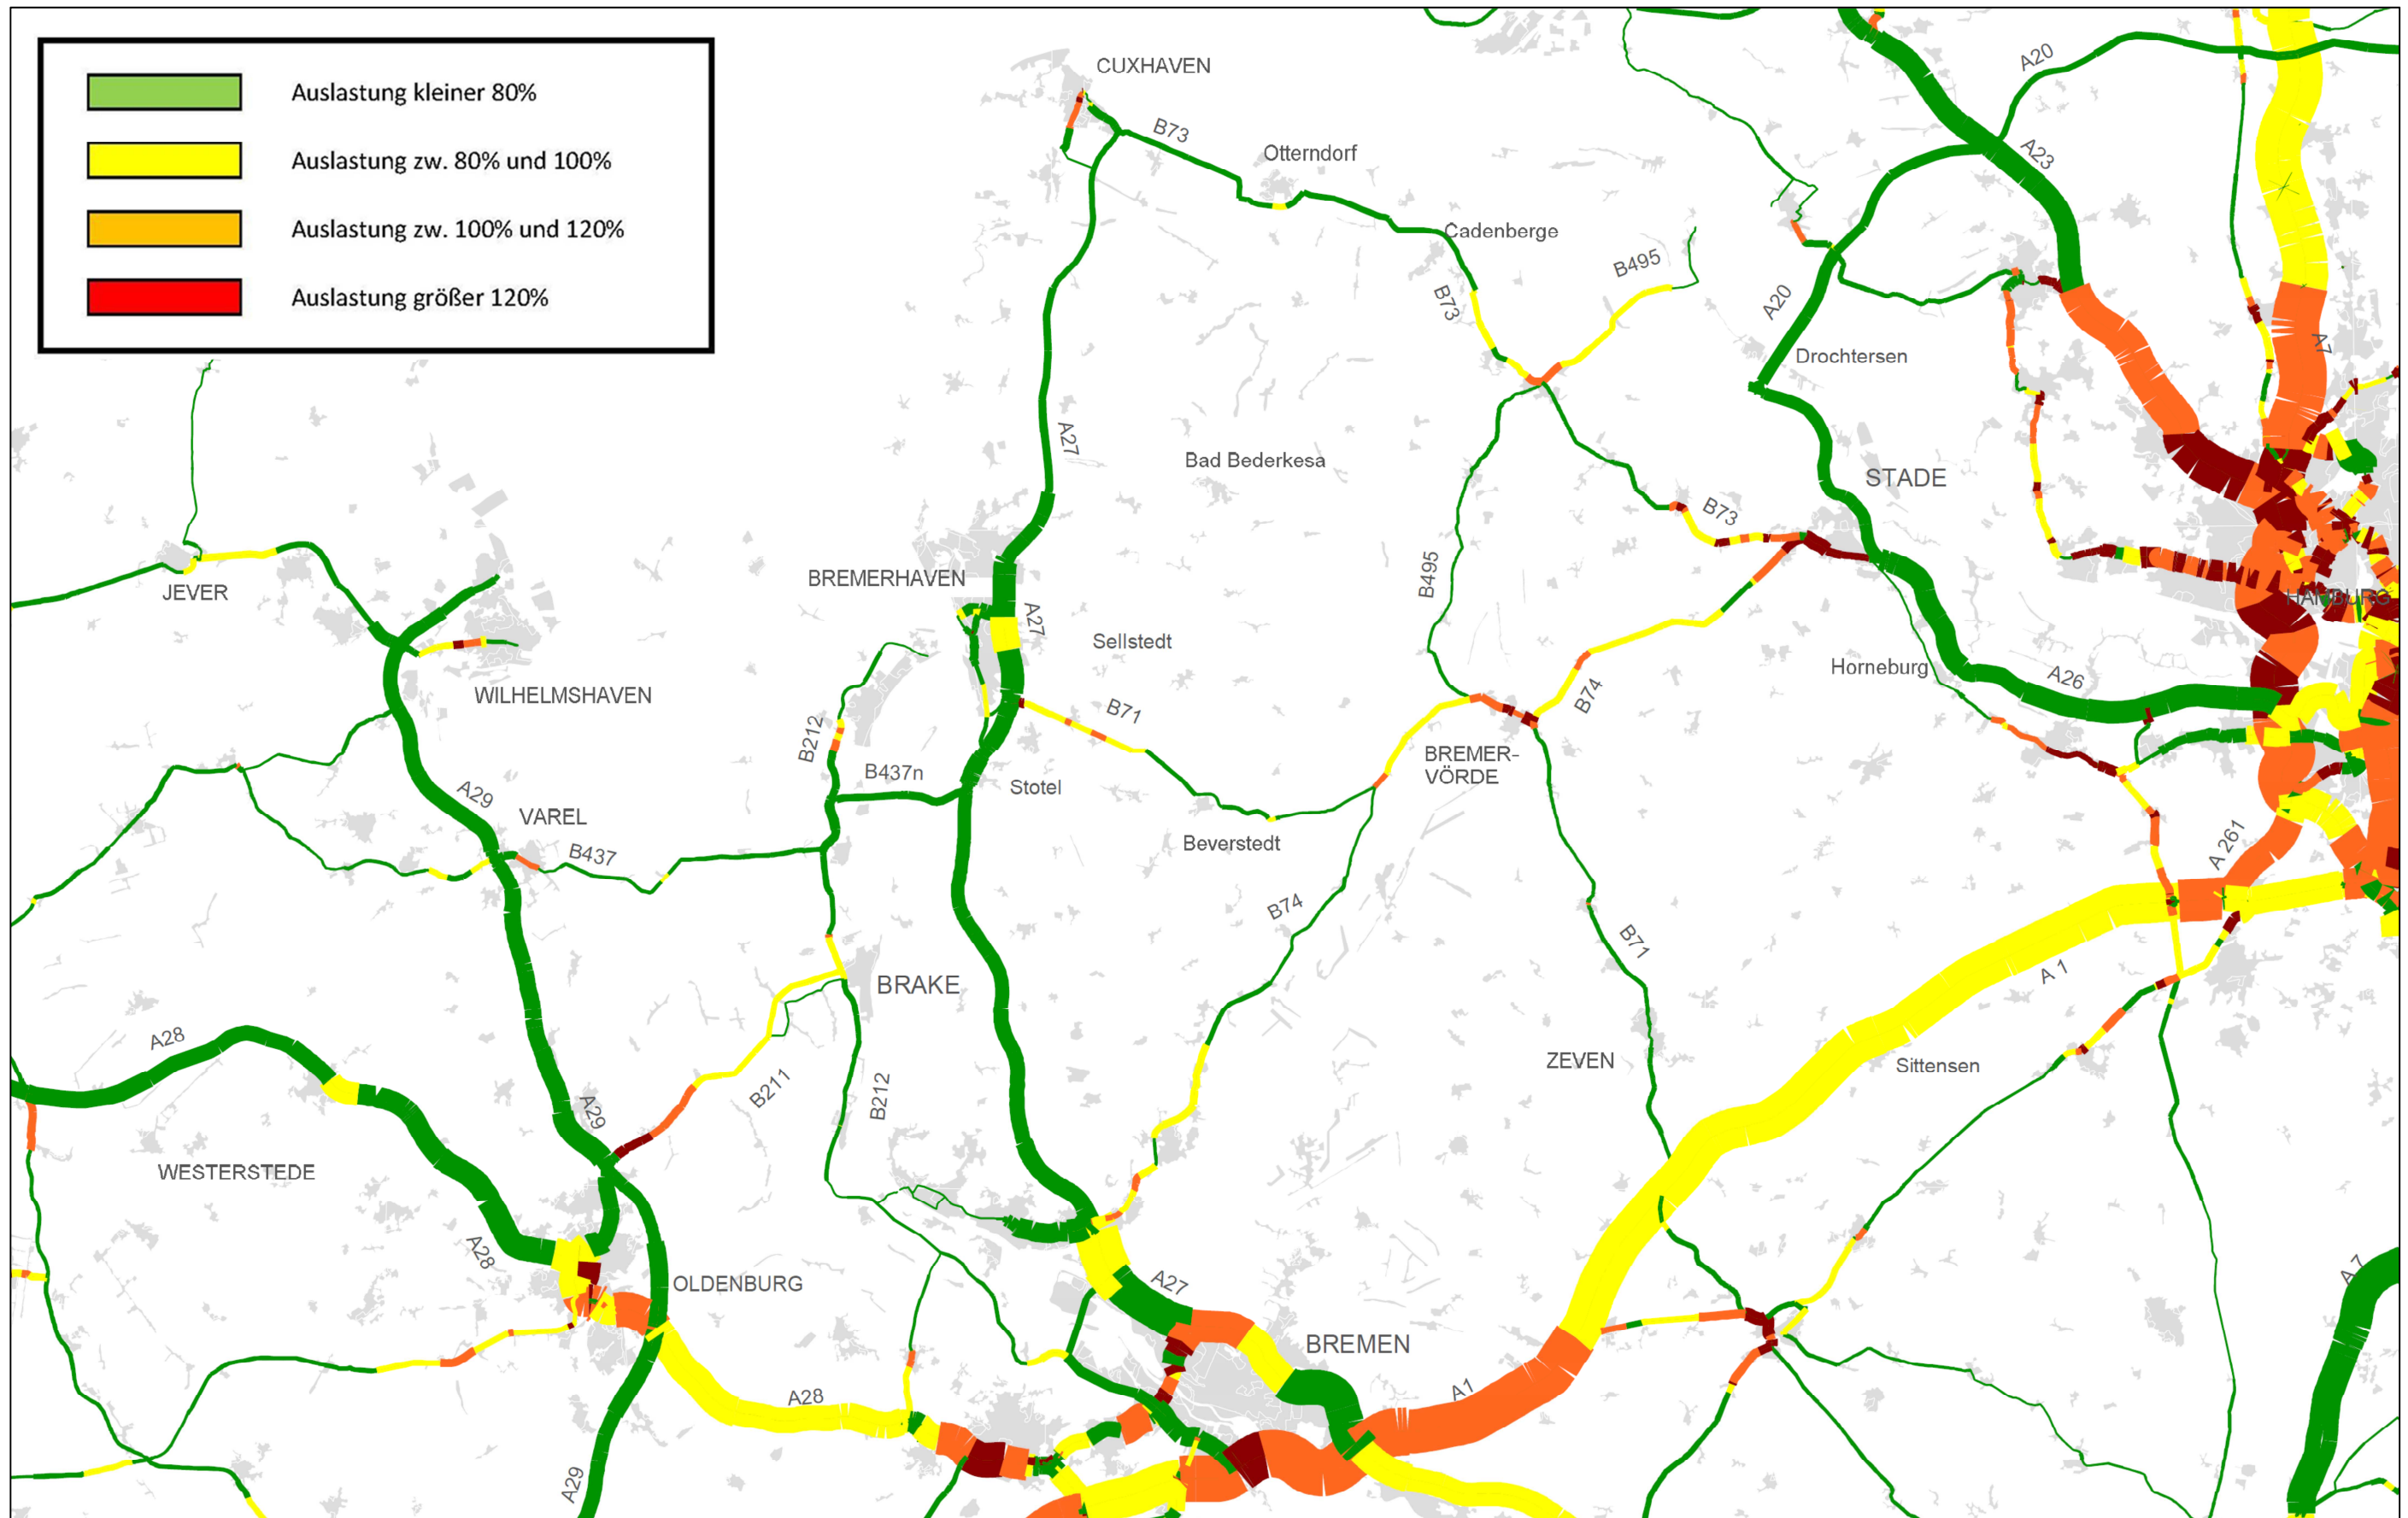 Auslastung kleiner 80%
Auslastung zw. 80% und 100%
Auslastung zw. 100% und 120%
Auslastung größer 120%
CUXHAVEN
B73
Otterndorf
Cadenberge
B495
B73
A20
A23
A20
Drochtersen
A7
A27
Bad Bederkesa
STADE
B73
BREMERHAVEN
JEVER
A27
B495
HAMBURG
Sellstedt
WILHELMSHAVEN
Horneburg
A26
B74
B71
B212
BREMER-
VÖRDE
B437n
Stotel
A29
VAREL
B437
Beverstedt
A 261
B74
B71
BRAKE
A 1
A28
ZEVEN
Sittensen
B211
B212
A29
WESTERSTEDE
A28
OLDENBURG
A27
A 7
BREMEN
A28
A1
A29